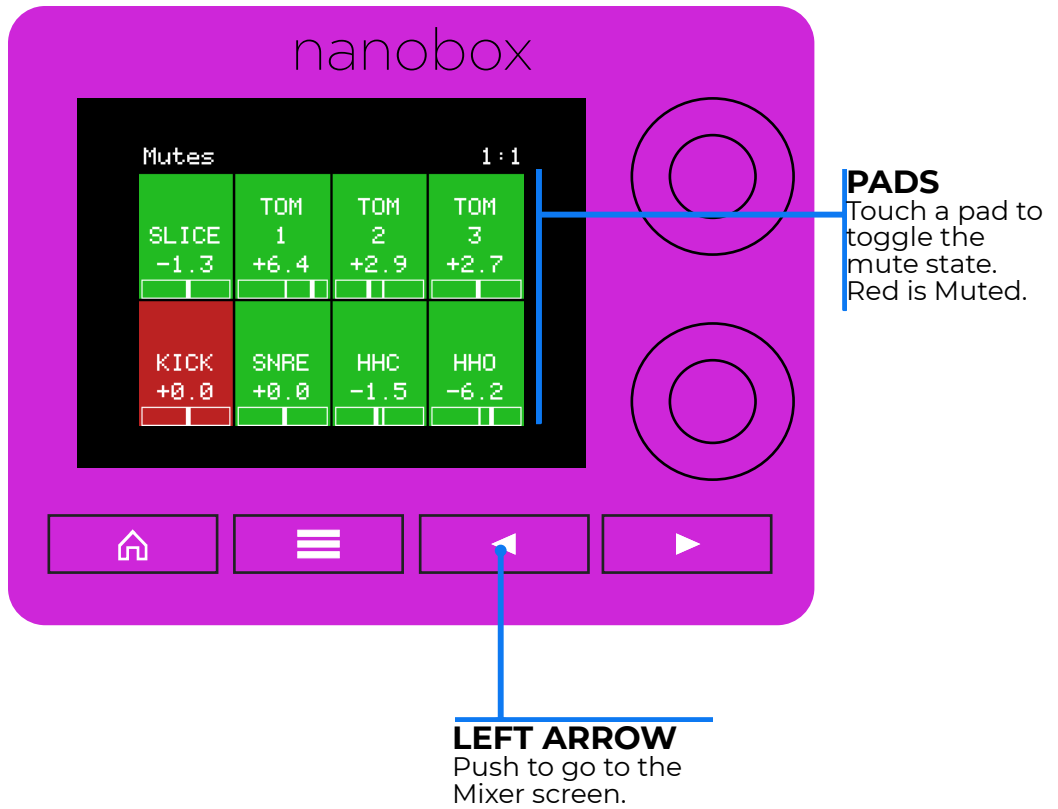 nanobox
Mutes 1:1
SLICE
-1.3
TOM
1
+6.4
TOM
2
+2.9
TOM
3
+2.7
KICK
+0.0
SNRE
+0.0
HHC
-1.5
HHO
-6.2
PADS
Touch a pad to
toggle the
mute state.
Red is Muted.
LEFT ARROW
Push to go to the
Mixer screen.